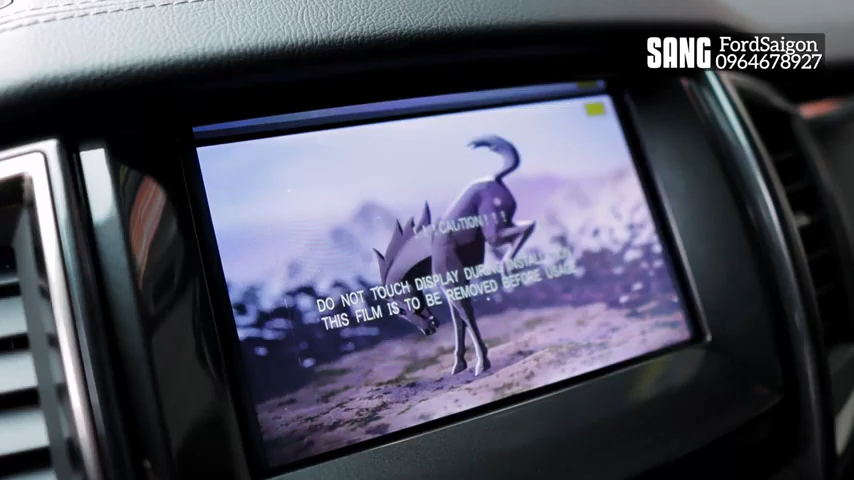 SANG FordSaigon
0964678927
! ! ! CAUTION ! ! !
DO NOT TOUCH DISPLAY DURING INSTALLATION
THIS FILM IS TO BE REMOVED BEFORE USAGE